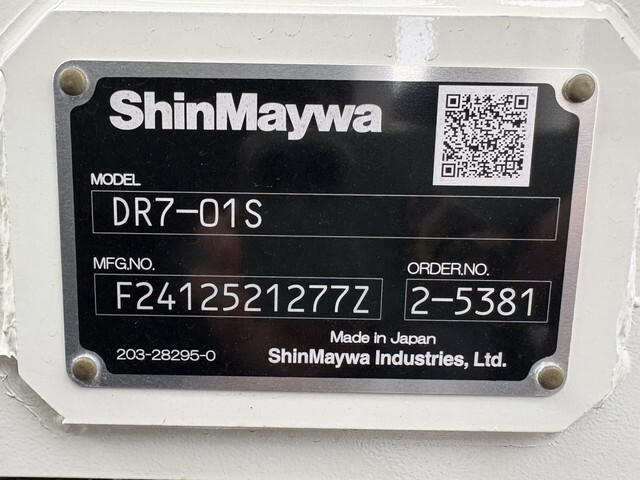 ShinMaywa
MODEL
DR7-01S
MFG.NO.
ORDER.NO.
F2412521277Z
2-5381
Made in Japan
203-28295-0
ShinMaywa Industries, Ltd.